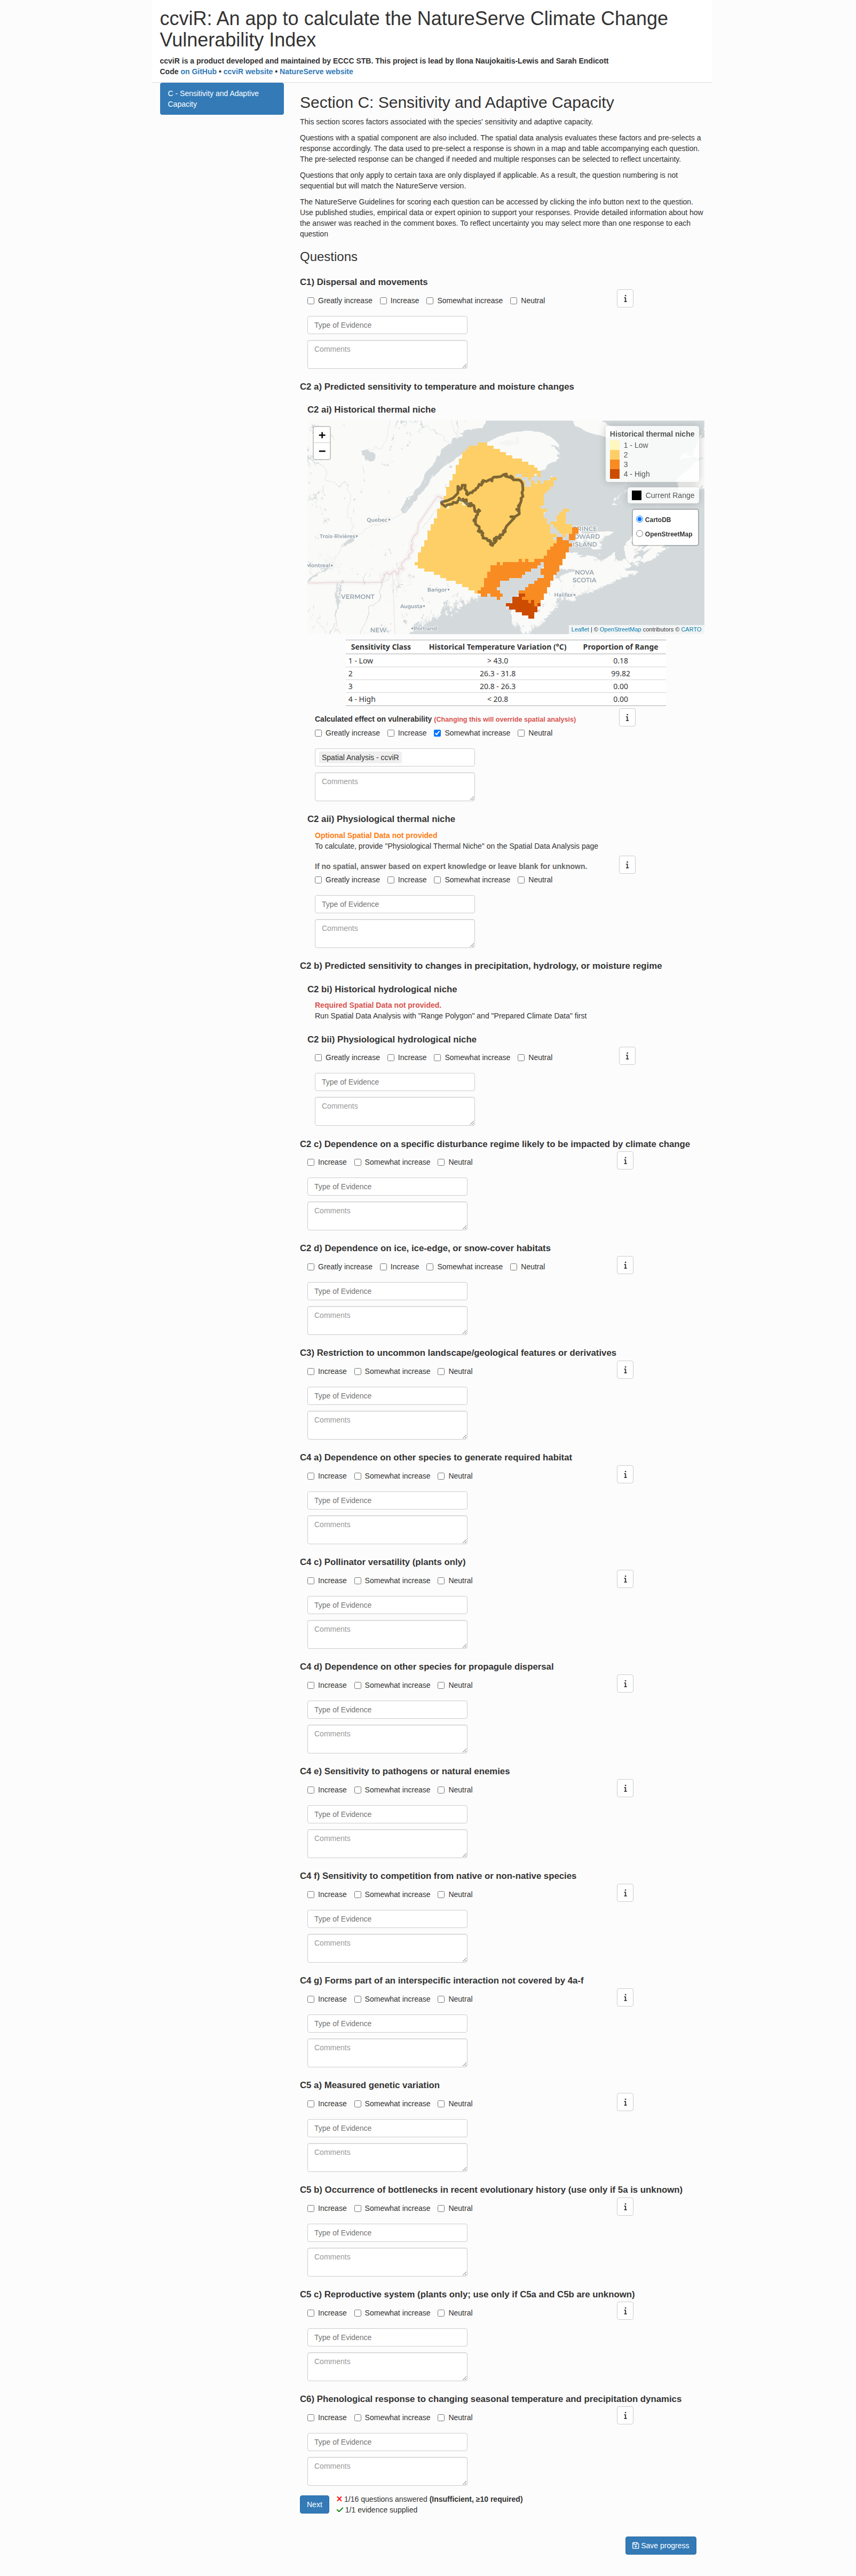 ccviR: An app to calculate the NatureServe Climate Change
Vulnerability Index
ccviR is a product developed and maintained by ECCC STB. This project is lead by Ilona Naujokaitis-Lewis and Sarah Endicott
Code on GitHub • ccviR website • NatureServe website
C - Sensitivity and Adaptive
Capacity
Section C: Sensitivity and Adaptive Capacity
This section scores factors associated with the species' sensitivity and adaptive capacity.
Questions with a spatial component are also included. The spatial data analysis evaluates these factors and pre-selects a
response accordingly. The data used to pre-select a response is shown in a map and table accompanying each question.
The pre-selected response can be changed if needed and multiple responses can be selected to reflect uncertainty.
Questions that only apply to certain taxa are only displayed if applicable. As a result, the question numbering is not
sequential but will match the NatureServe version.
The NatureServe Guidelines for scoring each question can be accessed by clicking the info button next to the question.
Use published studies, empirical data or expert opinion to support your responses. Provide detailed information about how
the answer was reached in the comment boxes. To reflect uncertainty you may select more than one response to each
question
Questions
C1) Dispersal and movements
Greatly increase Increase Somewhat increase Neutral
i
Type of Evidence
Comments
C2 a) Predicted sensitivity to temperature and moisture changes
C2 ai) Historical thermal niche
+
−
Historical thermal niche
1 - Low
2
3
4 - High
Current Range
CartoDB
OpenStreetMap
Quebec
Trois-Rivières
Montreal
VERMONT
Bangor
Augusta
Portland
NEW
Halifax
NOVA
SCOTIA
ISLAND
Leaflet | © OpenStreetMap contributors © CARTO
Sensitivity Class Historical Temperature Variation (°C) Proportion of Range
1 - Low > 43.0 0.18
2 26.3 - 31.8 99.82
3 20.8 - 26.3 0.00
4 - High < 20.8 0.00
Calculated effect on vulnerability (Changing this will override spatial analysis)
i
Greatly increase Increase Somewhat increase Neutral
Spatial Analysis - ccviR
Comments
C2 aii) Physiological thermal niche
Optional Spatial Data not provided
To calculate, provide "Physiological Thermal Niche" on the Spatial Data Analysis page
If no spatial, answer based on expert knowledge or leave blank for unknown.
i
Greatly increase Increase Somewhat increase Neutral
Type of Evidence
Comments
C2 b) Predicted sensitivity to changes in precipitation, hydrology, or moisture regime
C2 bi) Historical hydrological niche
Required Spatial Data not provided.
Run Spatial Data Analysis with "Range Polygon" and "Prepared Climate Data" first
C2 bii) Physiological hydrological niche
Greatly increase Increase Somewhat increase Neutral
i
Type of Evidence
Comments
C2 c) Dependence on a specific disturbance regime likely to be impacted by climate change
Increase Somewhat increase Neutral
i
Type of Evidence
Comments
C2 d) Dependence on ice, ice-edge, or snow-cover habitats
Greatly increase Increase Somewhat increase Neutral
i
Type of Evidence
Comments
C3) Restriction to uncommon landscape/geological features or derivatives
Increase Somewhat increase Neutral
i
Type of Evidence
Comments
C4 a) Dependence on other species to generate required habitat
Increase Somewhat increase Neutral
i
Type of Evidence
Comments
C4 c) Pollinator versatility (plants only)
Increase Somewhat increase Neutral
i
Type of Evidence
Comments
C4 d) Dependence on other species for propagule dispersal
Increase Somewhat increase Neutral
i
Type of Evidence
Comments
C4 e) Sensitivity to pathogens or natural enemies
Increase Somewhat increase Neutral
i
Type of Evidence
Comments
C4 f) Sensitivity to competition from native or non-native species
Increase Somewhat increase Neutral
i
Type of Evidence
Comments
C4 g) Forms part of an interspecific interaction not covered by 4a-f
Increase Somewhat increase Neutral
i
Type of Evidence
Comments
C5 a) Measured genetic variation
Increase Somewhat increase Neutral
i
Type of Evidence
Comments
C5 b) Occurrence of bottlenecks in recent evolutionary history (use only if 5a is unknown)
Increase Somewhat increase Neutral
i
Type of Evidence
Comments
C5 c) Reproductive system (plants only; use only if C5a and C5b are unknown)
Increase Somewhat increase Neutral
i
Type of Evidence
Comments
C6) Phenological response to changing seasonal temperature and precipitation dynamics
Increase Somewhat increase Neutral
i
Type of Evidence
Comments
Next
1/16 questions answered (Insufficient, ≥10 required)
1/1 evidence supplied
Save progress